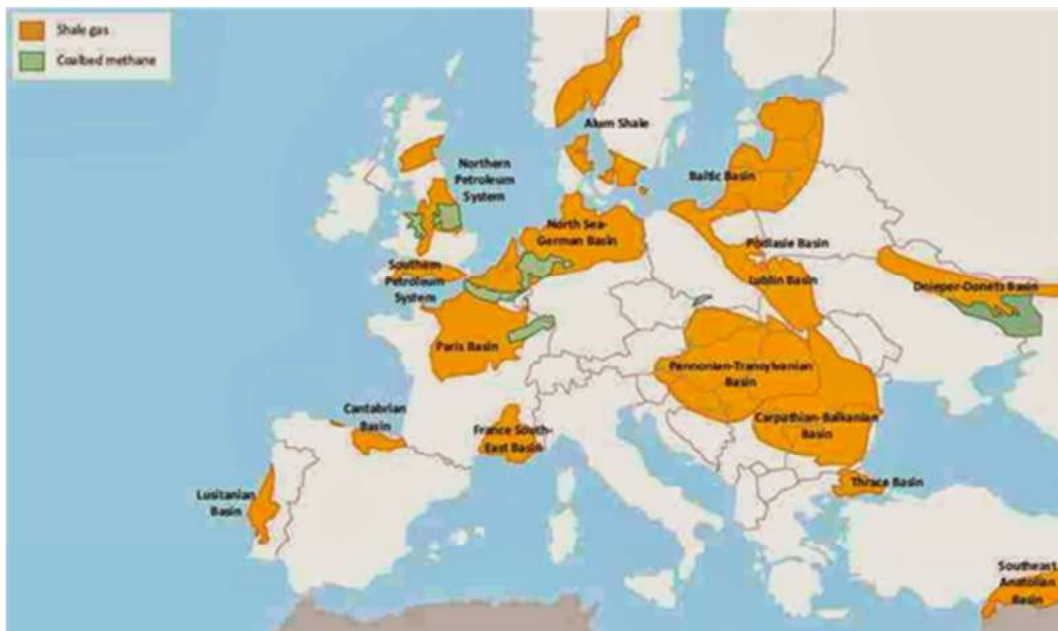 Shale gas
Coalbed methane
Alum Shale
Northern
Petroleum
System
Baltic Basin
North Sea-
German Basin
Podlasie Basin
Southern
Petroleum
System
Lublin Basin
Dnieper-Donets Basin
Paris Basin
Pannonian-Transylvanian
Basin
Cantabrian
Basin
France South-
East Basin
Carpathian-Balkanian
Basin
Thrace Basin
Lusitanian
Basin
Southeast
Anatolian
Basin